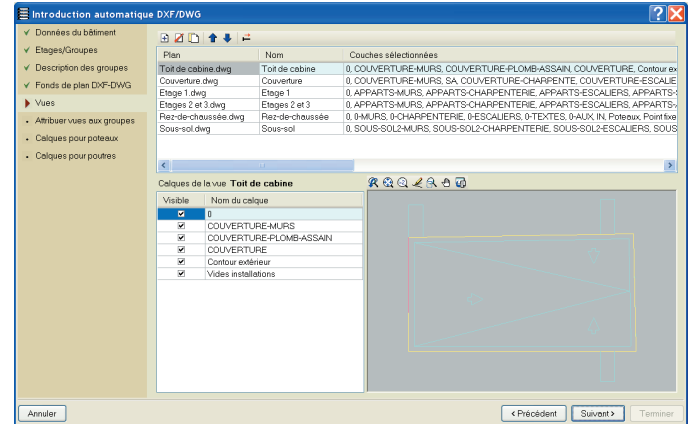 Introduction automatique DXF/DWG
Données du bâtiment
Etages/Groupes
Description des groupes
Fonds de plan DXF-DWG
Vues
Attribuer vues aux groupes
Calques pour poteaux
Calques pour poutres
Plan Nom Couches sélectionnées
Toit de cabine.dwg Toit de cabine 0, COUVERTURE-MURS, COUVERTURE-PLOMB-ASSAIN, COUVERTURE, Contour ex
Couverture.dwg Couverture 0, COUVERTURE-MURS, SA, COUVERTURE-CHARPENTE, COUVERTURE-ESCALIE
Etage 1.dwg Etage 1 0, APPARTS-MURS, APPARTS-CHARPENTERIE, APPARTS-ESCALIERS, APPARTS-
Etages 2 et 3.dwg Etages 2 et 3 0, APPARTS-MURS, APPARTS-CHARPENTERIE, APPARTS-ESCALIERS, APPARTS-
Rez-de-chaussée.dwg Rez-de-chaussée 0, 0-MURS, 0-CHARPENTERIE, 0-ESCALIERS, 0-TEXTES, 0-AUX, IN, Poteaux, Point fixe
Sous-sol.dwg Sous-sol 0, SOUS-SOL2-MURS, SOUS-SOL2-CHARPENTERIE, SOUS-SOL2-ESCALIERS, SOUS
Calques de la vue Toit de cabine
Visible Nom du calque
0
COUVERTURE-MURS
COUVERTURE-PLOMB-ASSAIN
COUVERTURE
Contour extérieur
Vides installations
Annuler < Précédent Suivant > Terminer